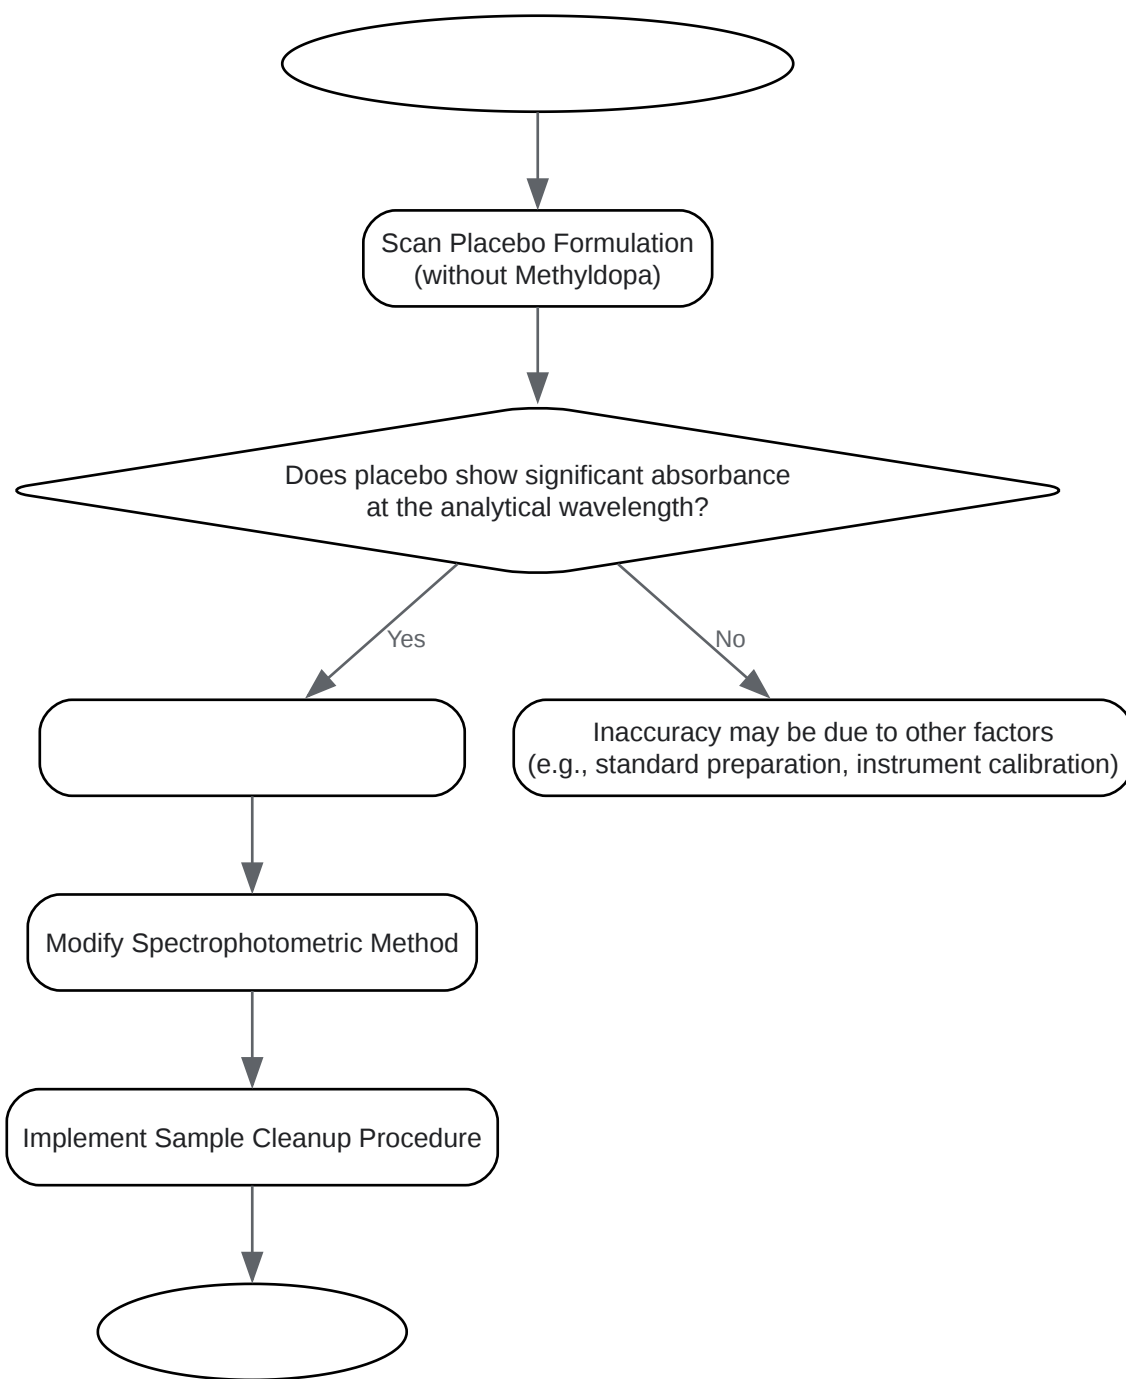 Scan Placebo Formulation
(without Methyldopa)
Does placebo show significant absorbance
at the analytical wavelength?
Yes
No
Inaccuracy may be due to other factors
(e.g., standard preparation, instrument calibration)
Modify Spectrophotometric Method
Implement Sample Cleanup Procedure